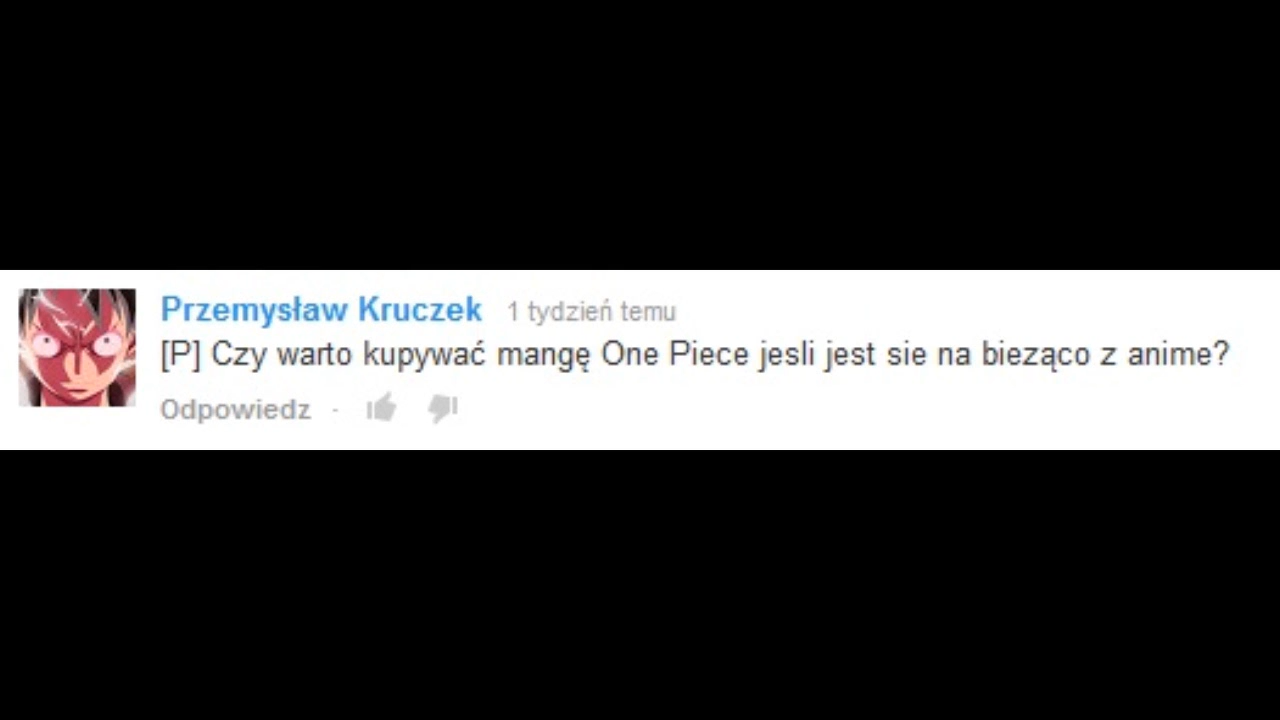 Przemysław Kruczek 1 tydzień temu
[P] Czy warto kupywać mangę One Piece jesli jest sie na bieząco z anime?
Odpowiedz ·